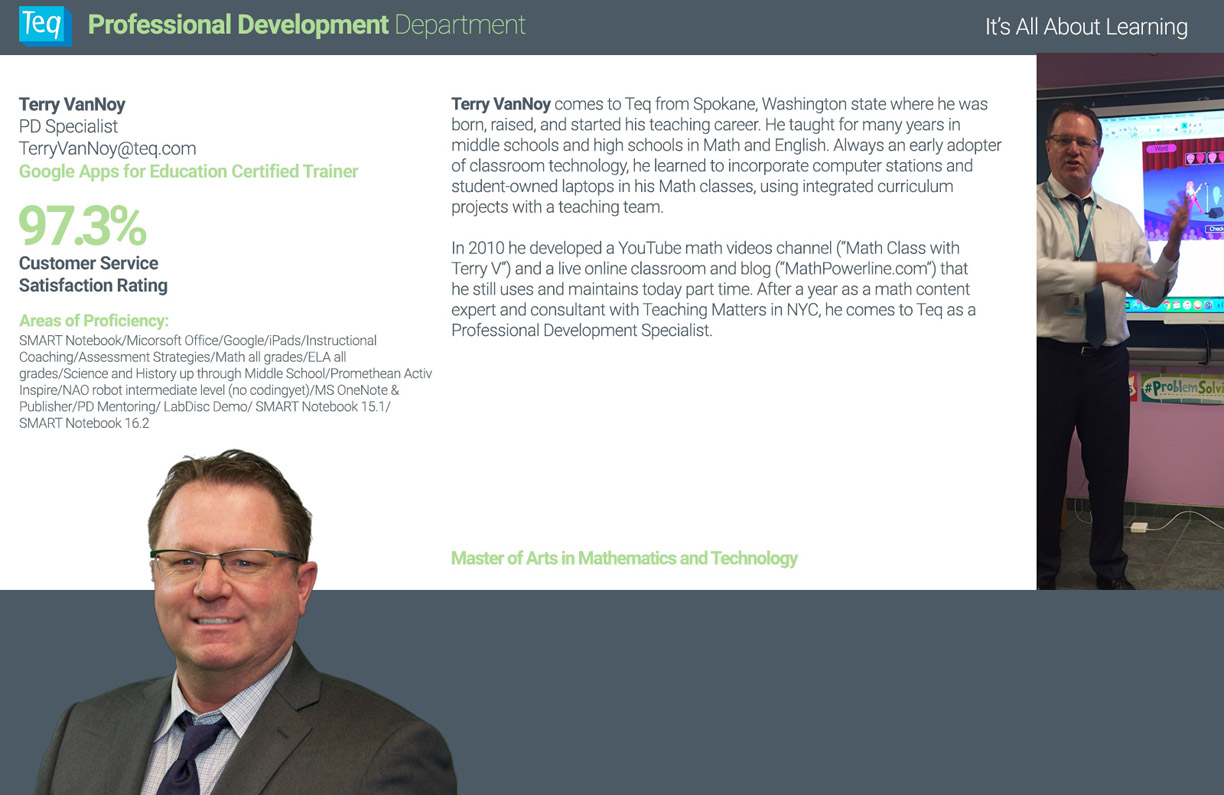 Teq
Professional Development Department
It's All About Learning
Terry VanNoy
PD Specialist
TerryVanNoy@teq.com
Google Apps for Education Certified Trainer
97.3%
Customer Service
Satisfaction Rating
Areas of Proficiency:
SMART Notebook/Micorsoft Office/Google/iPads/Instructional
Coaching/Assessment Strategies/Math all grades/ELA all
grades/Science and History up through Middle School/Promethean Activ
Inspire/NAO robot intermediate level (no codingyet)/MS OneNote &
Publisher/PD Mentoring/ LabDisc Demo/ SMART Notebook 15.1/
SMART Notebook 16.2
Terry VanNoy comes to Teq from Spokane, Washington state where he was
born, raised, and started his teaching career. He taught for many years in
middle schools and high schools in Math and English. Always an early adopter
of classroom technology, he learned to incorporate computer stations and
student-owned laptops in his Math classes, using integrated curriculum
projects with a teaching team.
In 2010 he developed a YouTube math videos channel ("Math Class with
Terry V") and a live online classroom and blog ("MathPowerline.com") that
he still uses and maintains today part time. After a year as a math content
expert and consultant with Teaching Matters in NYC, he comes to Teq as a
Professional Development Specialist.
Master of Arts in Mathematics and Technology
Word
Check
#ProblemSolvi